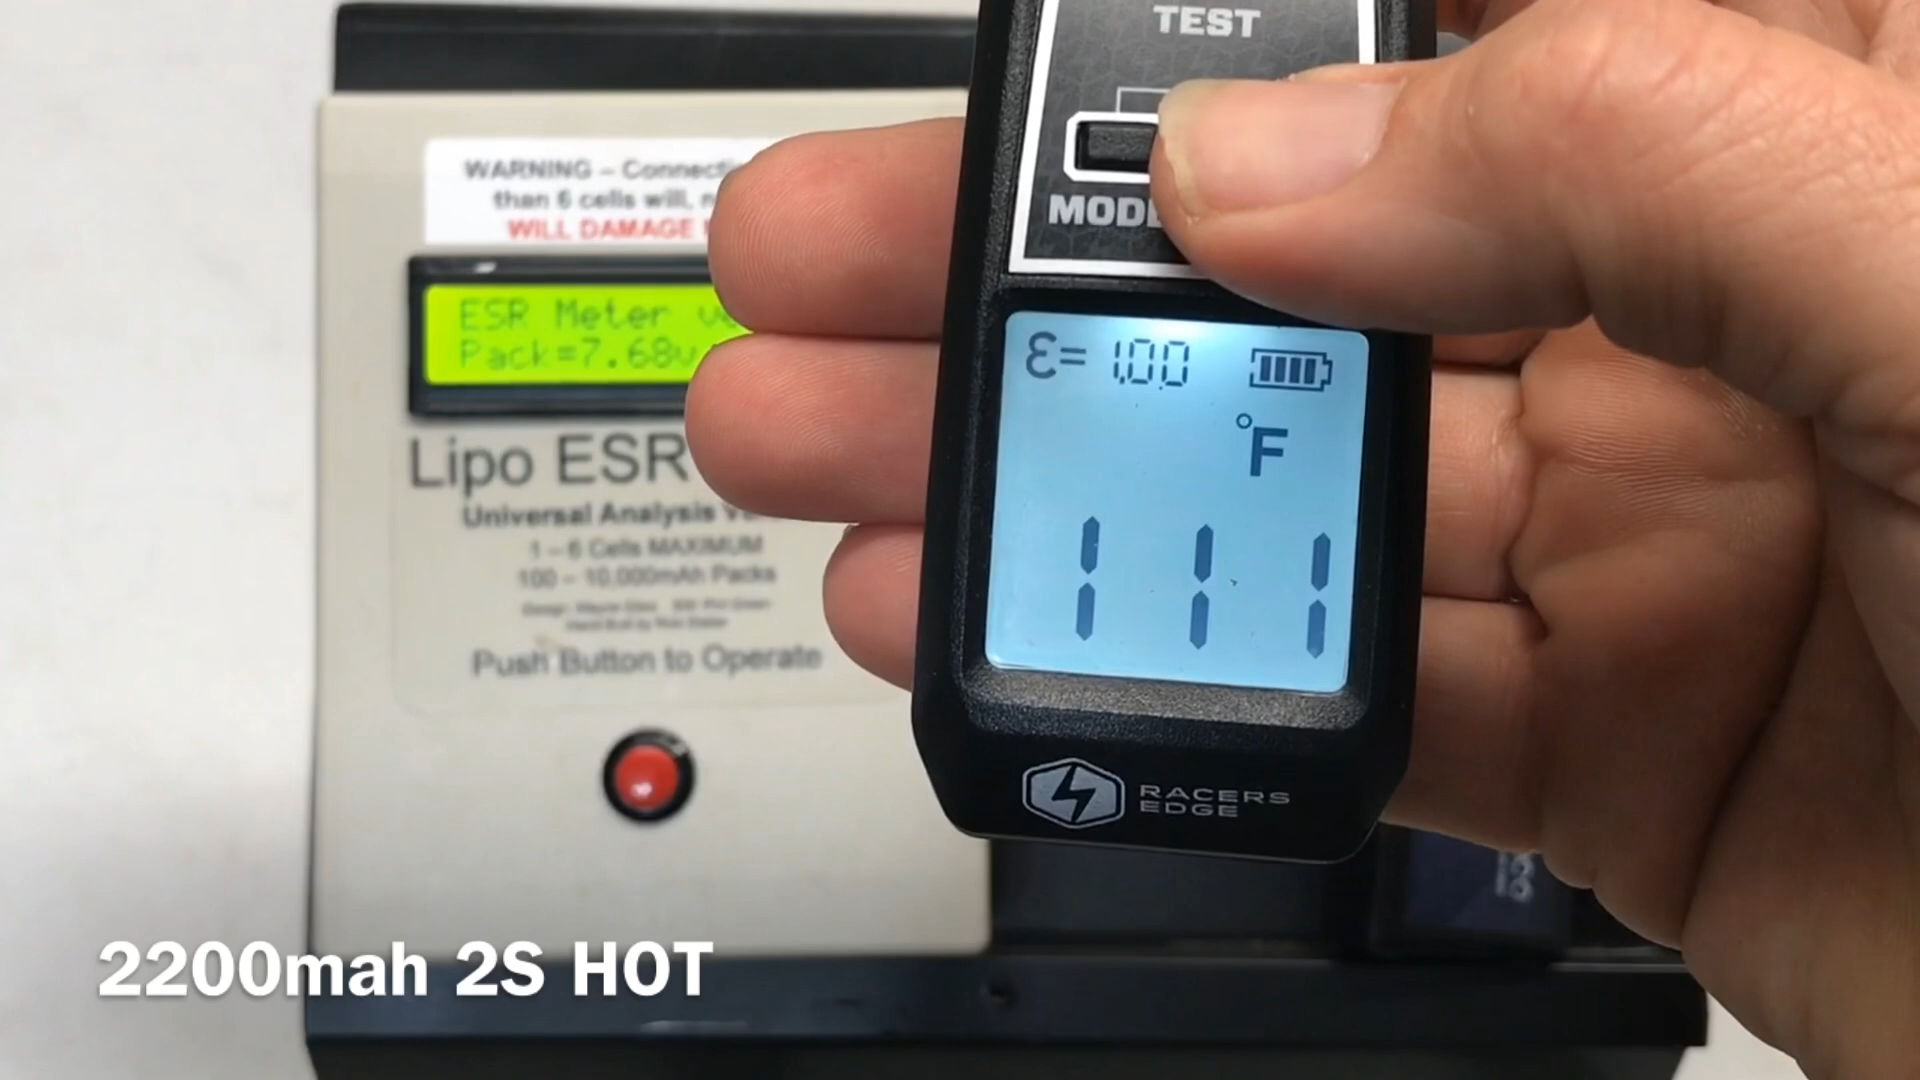 WARNING – Connecti
than 6 cells will, n
WILL DAMAGE
ESR Meter
Pack=7.68v
Lipo ESR
Universal Analysis
1 – 6 Cells MAXIMUM
100 – 10,000mAh Packs
Push Button to Operate
TEST
MODE
Ɛ= 1.00
°F
111
RACERS
EDGE
2200mah 2S HOT